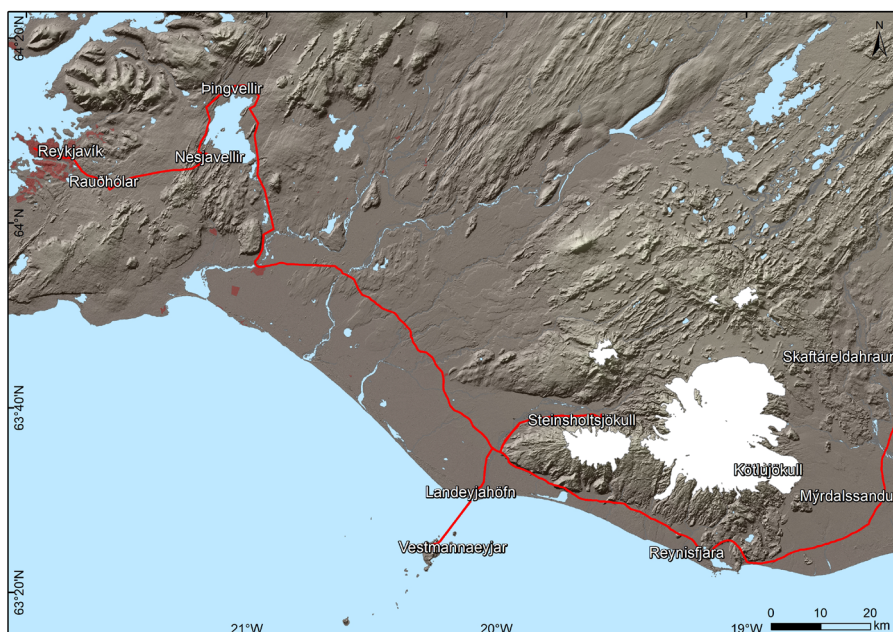 64°20'N
N
Þingvellir
Reykjavík
Nesjavellir
Rauðhólar
64°N
Skaftáreldahraun
63°40'N
Steinsholtsjökull
Kötlujökull
Landeyjahöfn
Mýrdalssandu
Vestmannaeyjar
Reynisfjara
63°20'N
21°W
20°W
19°W
0 10 20
km